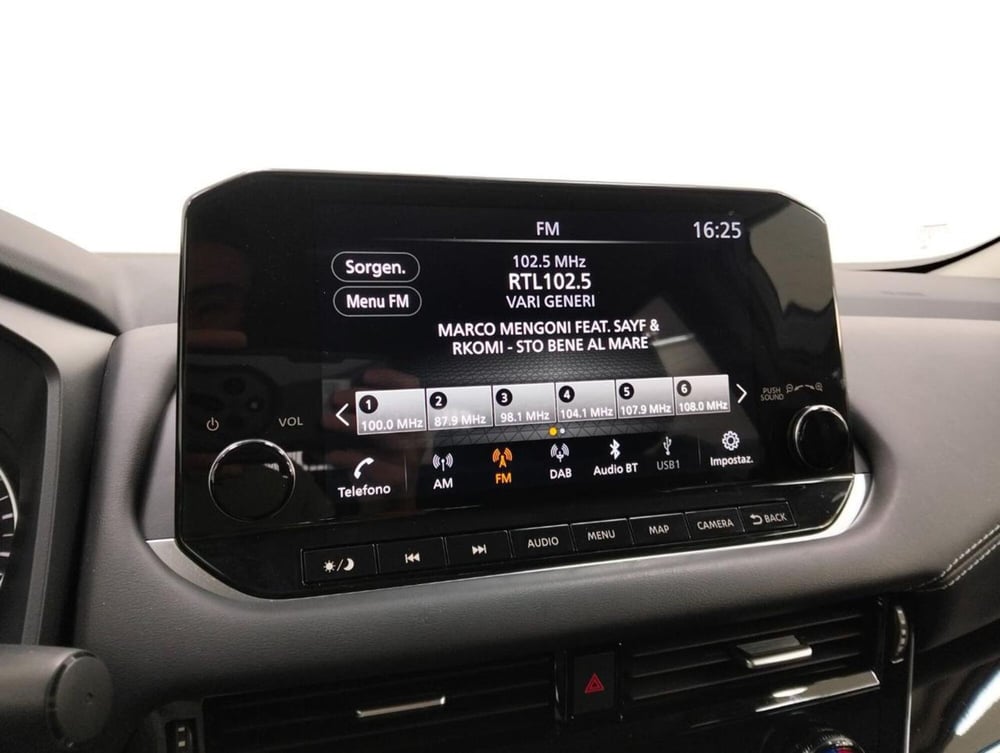 FM
16:25
Sorgen.
Menu FM
102.5 MHz
RTL102.5
VARI GENERI
MARCO MENGONI FEAT. SAYF &
RKOMI - STO BENE AL MARE
1 100.0 MHz
2 87.9 MHz
3 98.1 MHz
4 104.1 MHz
5 107.9 MHz
6 108.0 MHz
VOL
PUSH
SOUND
Telefono
AM
FM
DAB
Audio BT
USB1
Impostaz.
AUDIO
MENU
MAP
CAMERA
BACK